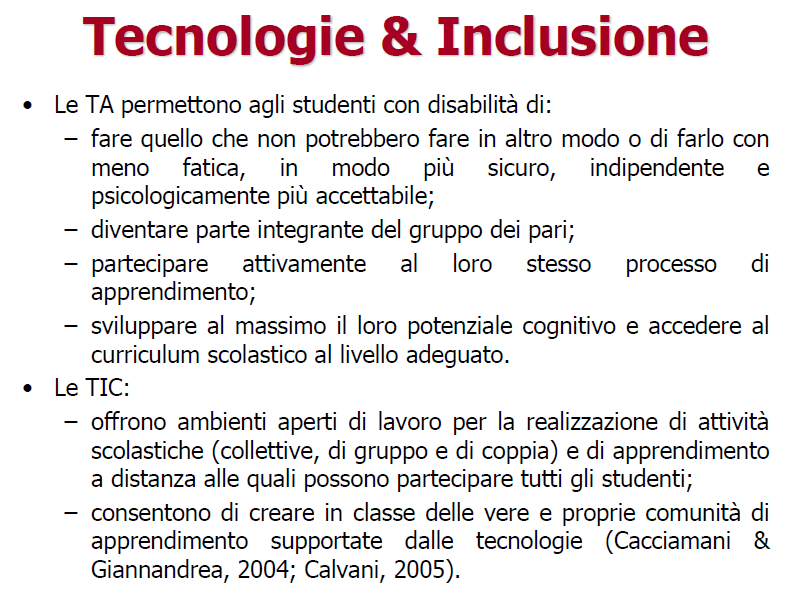 Tecnologie & Inclusione
• Le TA permettono agli studenti con disabilità di:
– fare quello che non potrebbero fare in altro modo o di farlo con
meno fatica, in modo più sicuro, indipendente e
psicologicamente più accettabile;
– diventare parte integrante del gruppo dei pari;
– partecipare attivamente al loro stesso processo di
apprendimento;
– sviluppare al massimo il loro potenziale cognitivo e accedere al
curriculum scolastico al livello adeguato.
• Le TIC:
– offrono ambienti aperti di lavoro per la realizzazione di attività
scolastiche (collettive, di gruppo e di coppia) e di apprendimento
a distanza alle quali possono partecipare tutti gli studenti;
– consentono di creare in classe delle vere e proprie comunità di
apprendimento supportate dalle tecnologie (Cacciamani &
Giannandrea, 2004; Calvani, 2005).